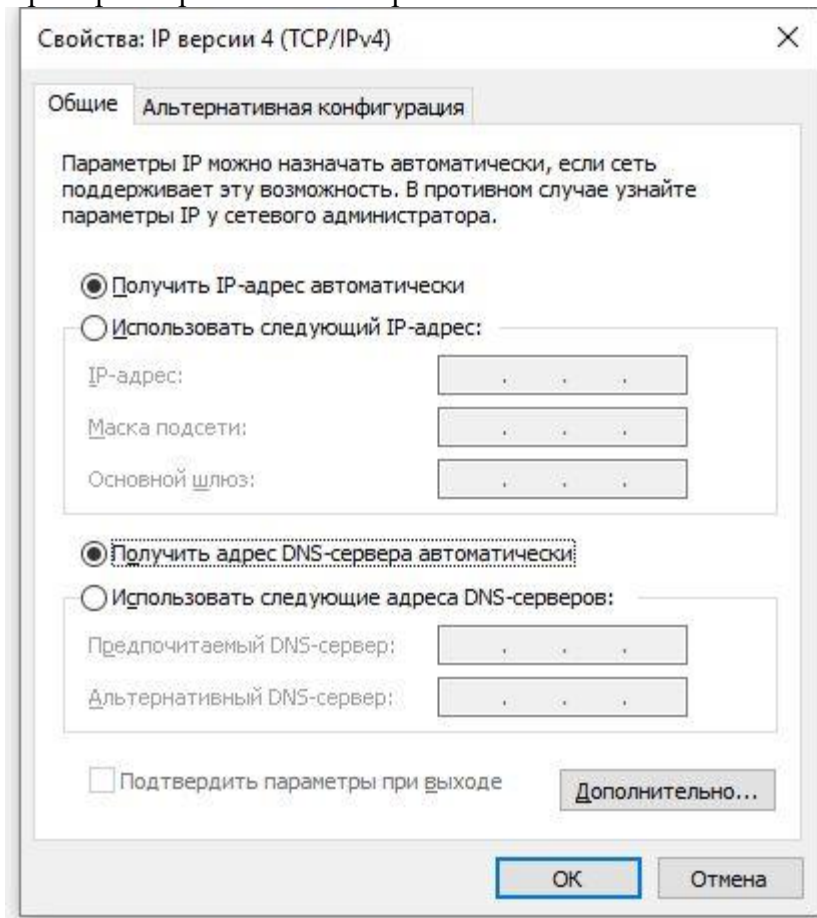 Свойства: IP версии 4 (TCP/IPv4)
Общие
Альтернативная конфигурация
Параметры IP можно назначать автоматически, если сеть
поддерживает эту возможность. В противном случае узнайте
параметры IP у сетевого администратора.
Получить IP-адрес автоматически
Использовать следующий IP-адрес:
IP-адрес:
Маска подсети:
Основной шлюз:
Получить адрес DNS-сервера автоматически
Использовать следующие адреса DNS-серверов:
Предпочитаемый DNS-сервер:
Альтернативный DNS-сервер:
Подтвердить параметры при выходе
Дополнительно...
ОК
Отмена